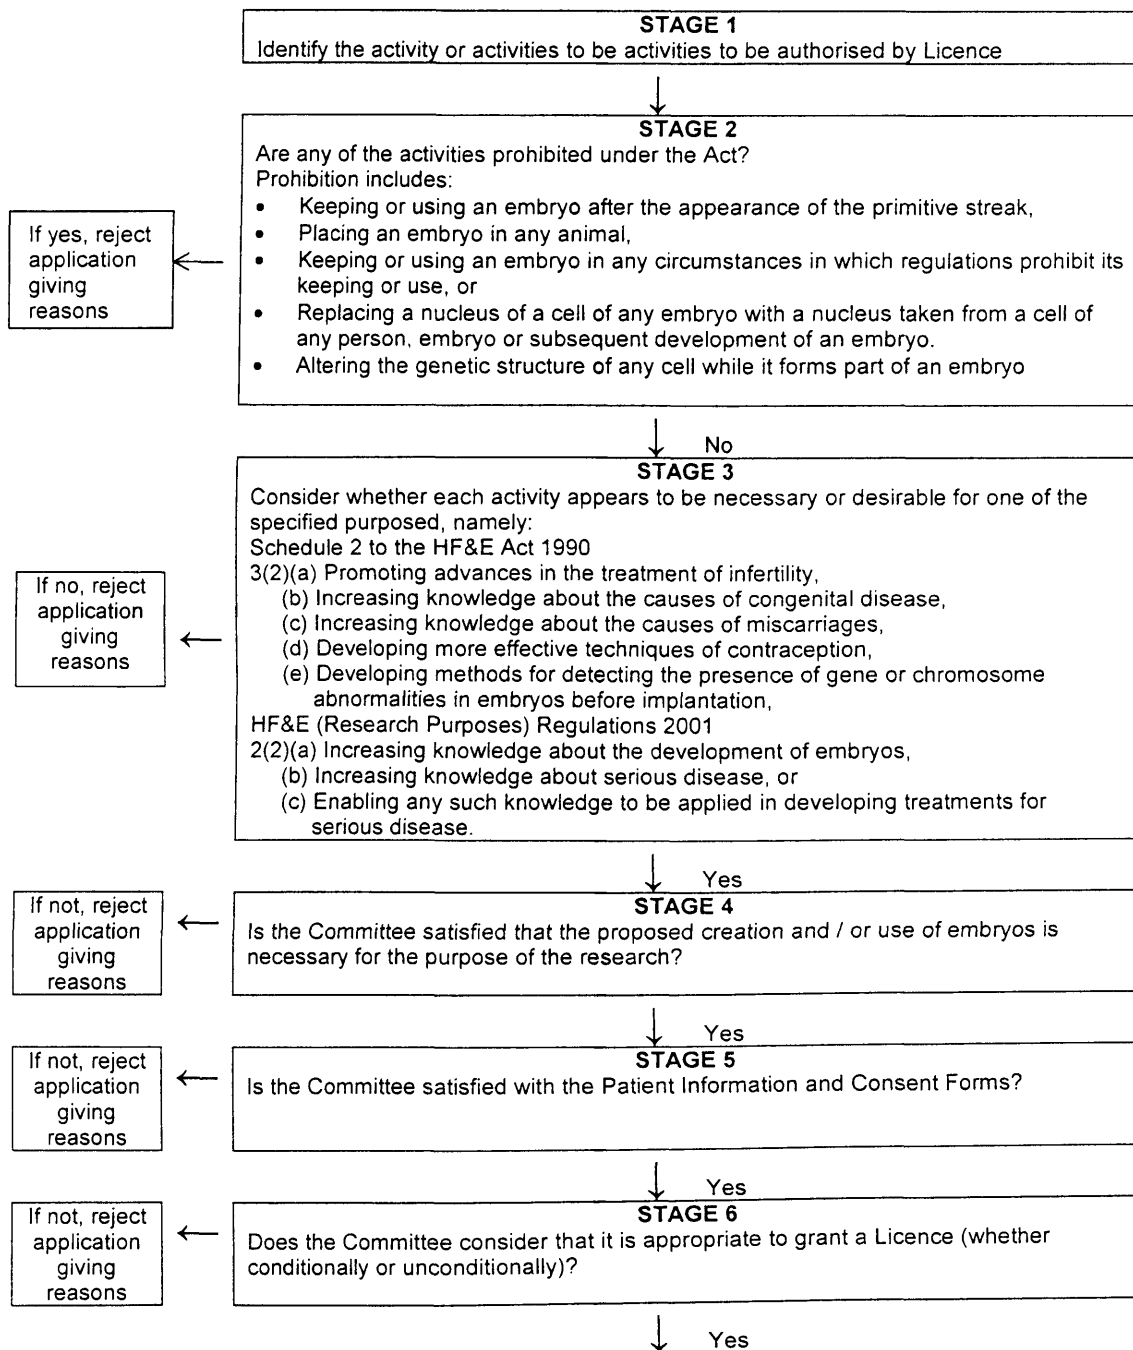 STAGE 1
Identify the activity or activities to be activities to be authorised by Licence
STAGE 2
Are any of the activities prohibited under the Act?
Prohibition includes:
• Keeping or using an embryo after the appearance of the primitive streak,
• Placing an embryo in any animal,
• Keeping or using an embryo in any circumstances in which regulations prohibit its
keeping or use, or
• Replacing a nucleus of a cell of any embryo with a nucleus taken from a cell of
any person, embryo or subsequent development of an embryo.
• Altering the genetic structure of any cell while it forms part of an embryo
If yes, reject
application
giving
reasons
No
STAGE 3
Consider whether each activity appears to be necessary or desirable for one of the
specified purposed, namely:
Schedule 2 to the HF&E Act 1990
3(2)(a) Promoting advances in the treatment of infertility,
(b) Increasing knowledge about the causes of congenital disease,
(c) Increasing knowledge about the causes of miscarriages,
(d) Developing more effective techniques of contraception,
(e) Developing methods for detecting the presence of gene or chromosome
abnormalities in embryos before implantation,
HF&E (Research Purposes) Regulations 2001
2(2)(a) Increasing knowledge about the development of embryos,
(b) Increasing knowledge about serious disease, or
(c) Enabling any such knowledge to be applied in developing treatments for
serious disease.
If no, reject
application
giving
reasons
Yes
STAGE 4
Is the Committee satisfied that the proposed creation and / or use of embryos is
necessary for the purpose of the research?
If not, reject
application
giving
reasons
Yes
STAGE 5
Is the Committee satisfied with the Patient Information and Consent Forms?
If not, reject
application
giving
reasons
Yes
STAGE 6
Does the Committee consider that it is appropriate to grant a Licence (whether
conditionally or unconditionally)?
If not, reject
application
giving
reasons
Yes